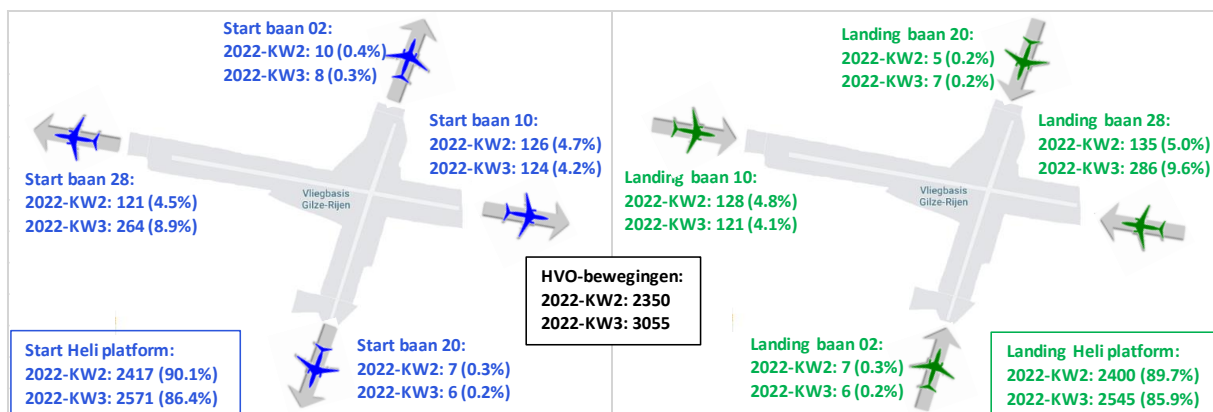 Start baan 02:
2022-KW2: 10 (0.4%)
2022-KW3: 8 (0.3%)
Start baan 10:
2022-KW2: 126 (4.7%)
2022-KW3: 124 (4.2%)
Start baan 28:
2022-KW2: 121 (4.5%)
2022-KW3: 264 (8.9%)
Vliegbasis
Gilze-Rijen
Start baan 20:
2022-KW2: 7 (0.3%)
2022-KW3: 6 (0.2%)
Start Heli platform:
2022-KW2: 2417 (90.1%)
2022-KW3: 2571 (86.4%)
HVO-bewegingen:
2022-KW2: 2350
2022-KW3: 3055
Landing baan 20:
2022-KW2: 5 (0.2%)
2022-KW3: 7 (0.2%)
Landing baan 28:
2022-KW2: 135 (5.0%)
2022-KW3: 286 (9.6%)
Landing baan 10:
2022-KW2: 128 (4.8%)
2022-KW3: 121 (4.1%)
Vliegbasis
Gilze-Rijen
Landing baan 02:
2022-KW2: 7 (0.3%)
2022-KW3: 6 (0.2%)
Landing Heli platform:
2022-KW2: 2400 (89.7%)
2022-KW3: 2545 (85.9%)